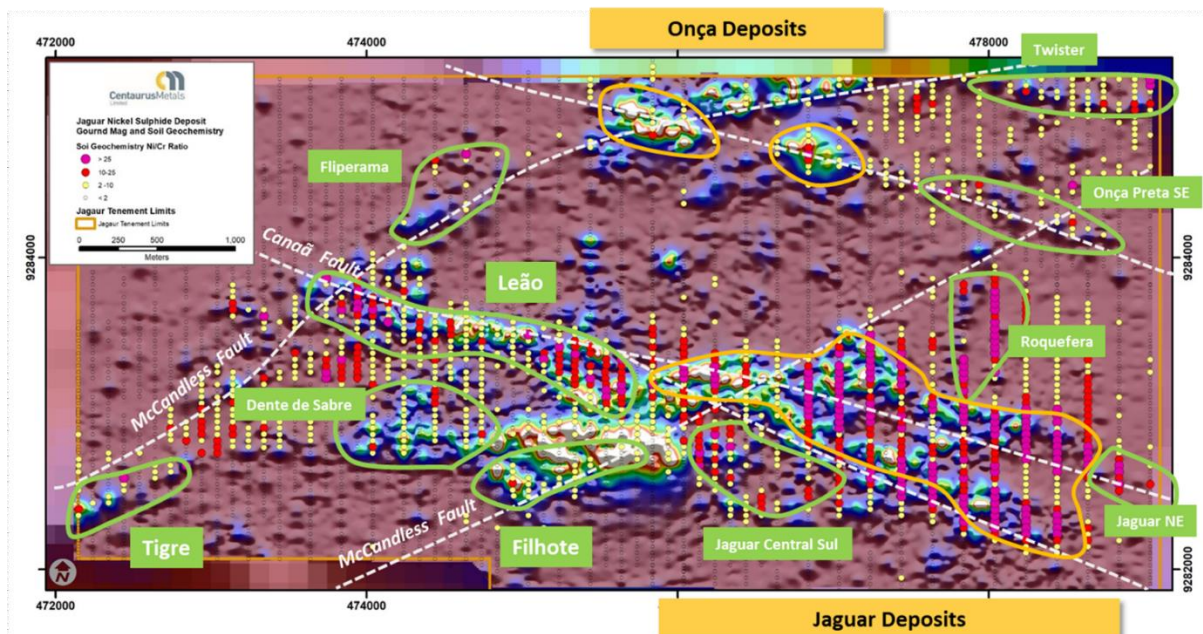 Onça Deposits
472000
474000
478000
Twister
CentaurusMetals
Limited
Jaguar Nickel Sulphide Deposit
Gournd Mag and Soil Geochemistry
Soi Geochemistry Ni/Cr Ratio
> 25
10-25
2 -10
< 2
Jagaur Tenement Limits
Jagaur Tenement Limits
0 250 500 1,000
Meters
Fliperama
Onça Preta SE
9284000
9284000
Canaã Fault
Leão
McCandless Fault
Roquefera
Dente de Sabre
McCandless Fault
Tigre
Filhote
Jaguar Central Sul
Jaguar NE
N
9282000
472000
474000
478000
Jaguar Deposits